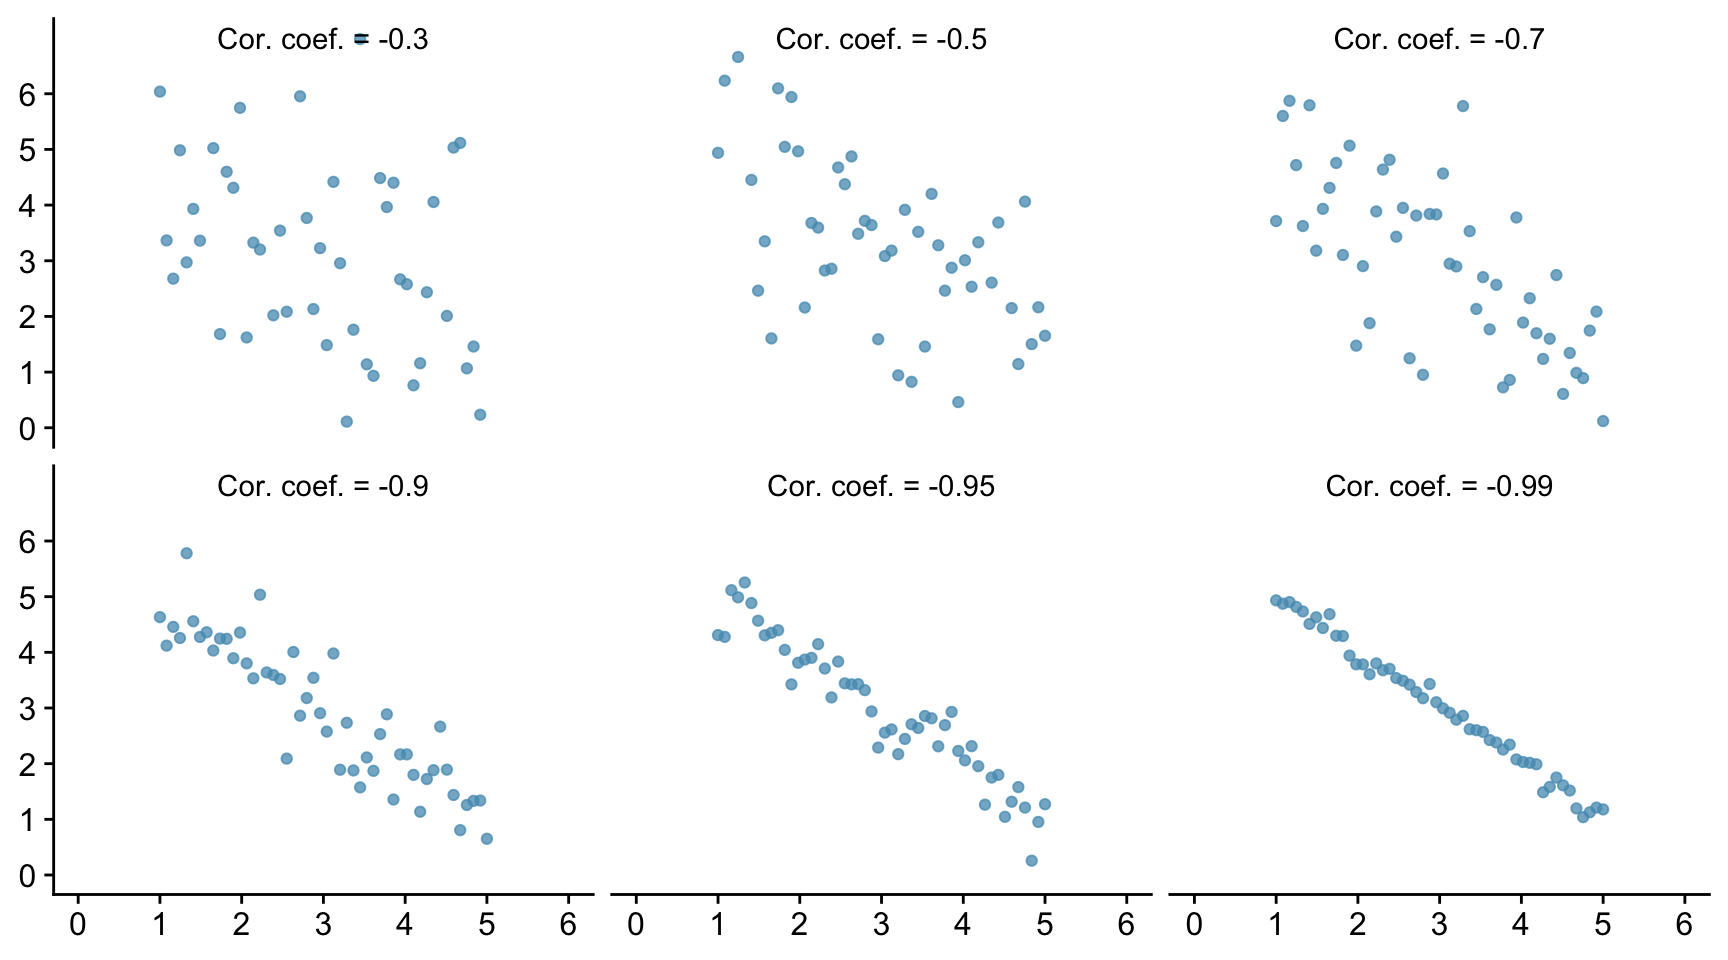 Cor. coef. = -0.3
Cor. coef. = -0.5
Cor. coef. = -0.7
6
5
4
3
2
1
0
Cor. coef. = -0.9
Cor. coef. = -0.95
Cor. coef. = -0.99
6
5
4
3
2
1
0
0 1 2 3 4 5 6
0 1 2 3 4 5 6
0 1 2 3 4 5 6